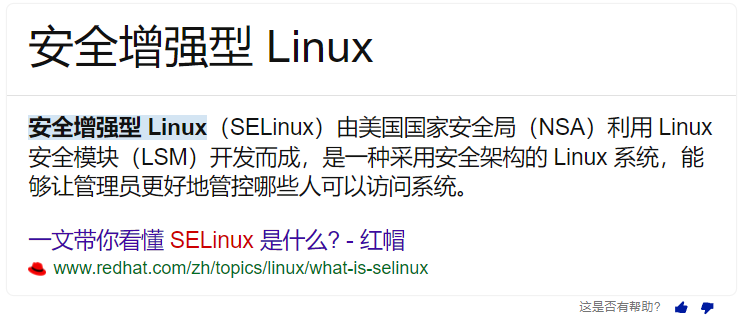 安全增强型 Linux
安全增强型 Linux（SELinux）由美国国家安全局（NSA）利用 Linux
安全模块（LSM）开发而成，是一种采用安全架构的 Linux 系统，能
够让管理员更好地管控哪些人可以访问系统。
一文带你看懂 SELinux 是什么? - 红帽
www.redhat.com/zh/topics/linux/what-is-selinux
这是否有帮助?